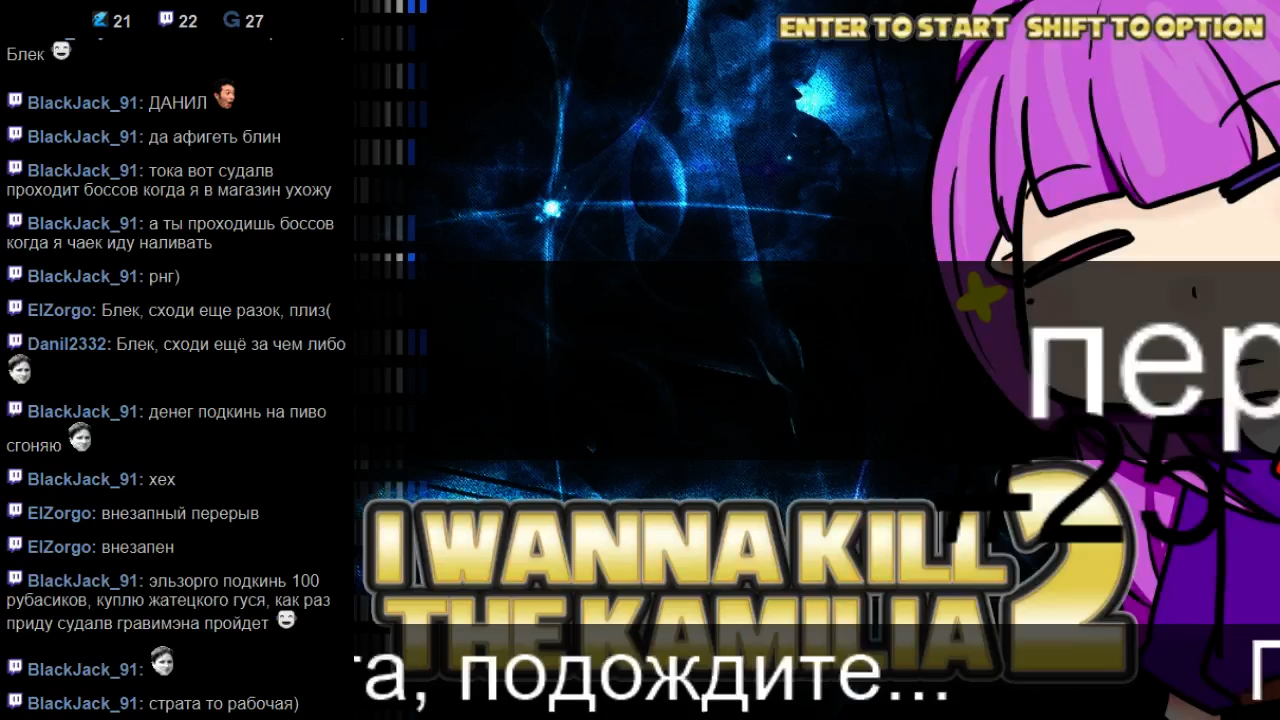 21 22 27
Блек
BlackJack_91: ДАНИЛ
BlackJack_91: да афигеть блин
BlackJack_91: тока вот судалв
проходит боссов когда я в магазин ухожу
BlackJack_91: а ты проходишь боссов
когда я чаек иду наливать
BlackJack_91: рнг)
ElZorgo: Блек, сходи еще разок, плиз(
Danil2332: Блек, сходи ещё за чем либо
BlackJack_91: денег подкинь на пиво
сгоняю
BlackJack_91: хех
ElZorgo: внезапный перерыв
ElZorgo: внезапен
BlackJack_91: эльзорго подкинь 100
рубасиков, куплю жатецкого гуся, как раз
приду судалв гравимэна пройдет
BlackJack_91:
BlackJack_91: страта то рабочая)
ENTER TO START SHIFT TO OPTION
пер
#25
I WANNA KILL
THE KAMILIA 2
та, подождите...